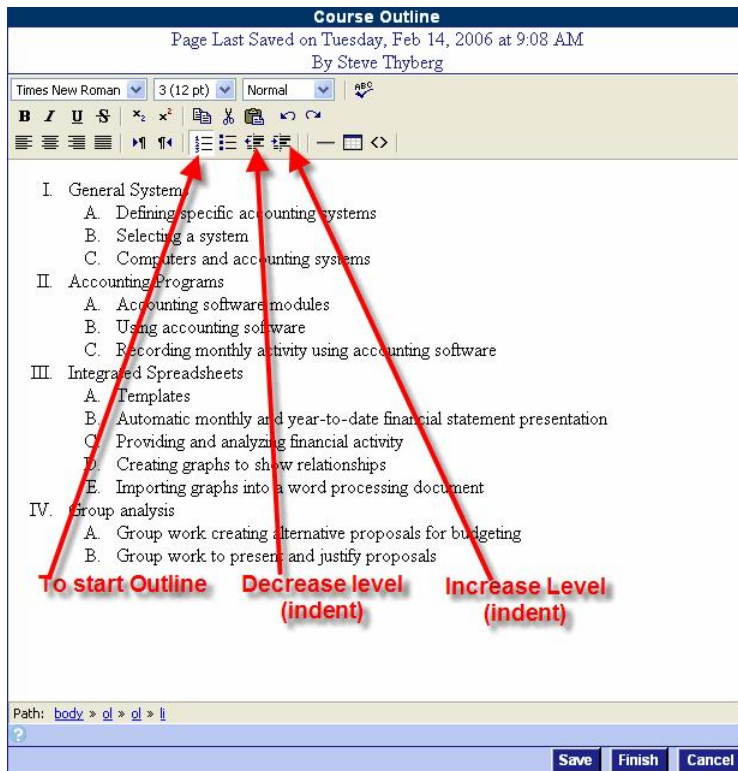 Course Outline
Page Last Saved on Tuesday, Feb 14, 2006 at 9:08 AM
By Steve Thyberg
Times New Roman 3 (12 pt) Normal ABC
B I U S x₂ x²
I. General Systems
A. Defining specific accounting systems
B. Selecting a system
C. Computers and accounting systems
II. Accounting Programs
A. Accounting software modules
B. Using accounting software
C. Recording monthly activity using accounting software
III. Integrated Spreadsheets
A. Templates
B. Automatic monthly and year-to-date financial statement presentation
C. Providing and analyzing financial activity
D. Creating graphs to show relationships
E. Importing graphs into a word processing document
IV. Group analysis
A. Group work creating alternative proposals for budgeting
B. Group work to present and justify proposals
To start Outline Decrease level Increase Level
(indent) (indent)
Path: body » ol » ol » li
?
Save Finish Cancel